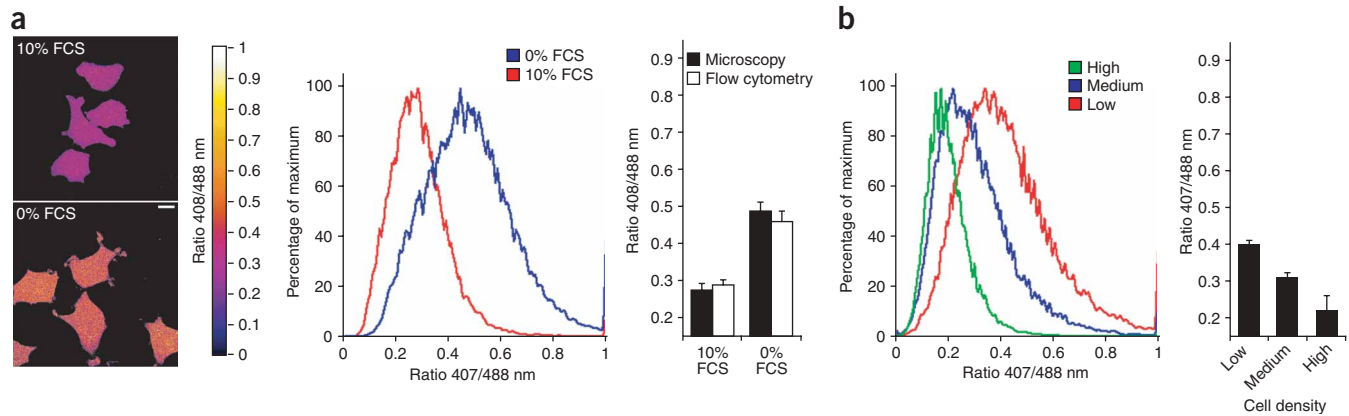 a
10% FCS
0% FCS
1
0.9
0.8
0.7
0.6
0.5
0.4
0.3
0.2
0.1
0
Ratio 408/488 nm
0% FCS
10% FCS
Percentage of maximum
100
80
60
40
20
0
0 0.2 0.4 0.6 0.8 1
Ratio 407/488 nm
Microscopy
Flow cytometry
Ratio 408/488 nm
0.9
0.8
0.7
0.6
0.5
0.4
0.3
0.2
10% FCS
0% FCS
b
High
Medium
Low
Percentage of maximum
100
80
60
40
20
0
0 0.2 0.4 0.6 0.8 1
Ratio 407/488 nm
Ratio 407/488 nm
0.9
0.8
0.7
0.6
0.5
0.4
0.3
0.2
Low
Medium
High
Cell density